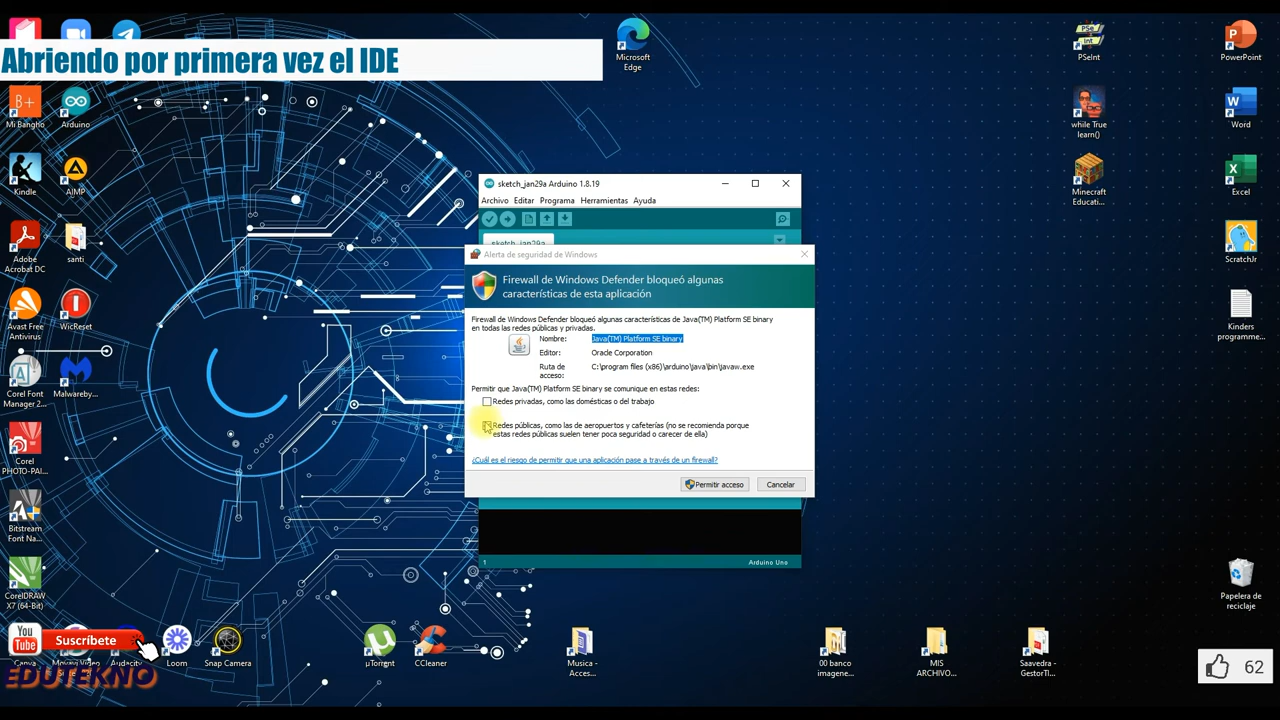 Abriendo por primera vez el IDE
Microsoft
Edge
PSeInt
PowerPoint
Mi Bangho
Arduino
while True
learn()
Word
Kindle
AIMP
Minecraft
Educati...
Excel
sketch_jan29a Arduino 1.8.19
Archivo Editar Programa Herramientas Ayuda
sketch_jan29a
Adobe
Acrobat DC
santi
ScratchJr
Alerta de seguridad de Windows
Firewall de Windows Defender bloqueó algunas
características de esta aplicación
Firewall de Windows Defender bloqueó algunas características de Java(TM) Platform SE binary
en todas las redes públicas y privadas.
Nombre: Java(TM) Platform SE binary
Editor: Oracle Corporation
Ruta de
acceso: C:\program files (x86)\arduino\java\bin\javaw.exe
Permitir que Java(TM) Platform SE binary se comunique en estas redes:
Redes privadas, como las domésticas o del trabajo
Redes públicas, como las de aeropuertos y cafeterías (no se recomienda porque
estas redes públicas suelen tener poca seguridad o carecer de ella)
¿Cuál es el riesgo de permitir que una aplicación pase a través de un firewall?
Permitir acceso Cancelar
1 Arduino Uno
Avast Free
Antivirus
WicReset
Kinders
programme...
Corel Font
Manager 2...
Malwareby...
Corel
PHOTO-PAI...
Bitstream
Font Na...
CorelDRAW
X7 (64-Bit)
Papelera de
reciclaje
You
Tube
Suscríbete
Canva
Movavi Video
Audacity
Loom
Snap Camera
µTorrent
CCleaner
Musica -
Acces...
00 banco
imagene...
MIS
ARCHIVO...
Saavedra -
GestorTI...
EDUTEKNO
62